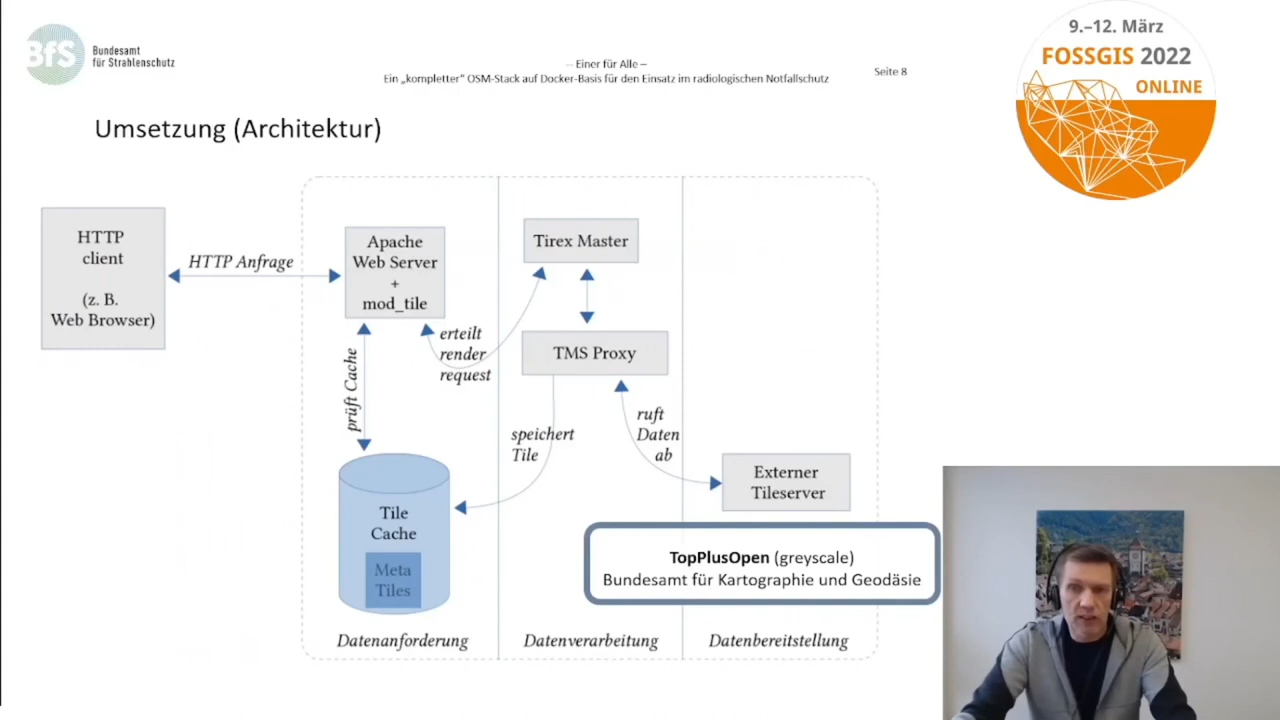 BfS
Bundesamt
für Strahlenschutz
-- Einer für Alle –
Ein „kompletter“ OSM-Stack auf Docker-Basis für den Einsatz im radiologischen Notfallschutz
Seite 8
9.–12. März
FOSSGIS 2022
ONLINE
Umsetzung (Architektur)
HTTP
client
(z. B.
Web Browser)
HTTP Anfrage
Apache
Web Server
+
mod_tile
Tirex Master
erteilt
render
request
TMS Proxy
prüft Cache
speichert
Tile
ruft
Daten
ab
Externer
Tileserver
Tile
Cache
Meta
Tiles
TopPlusOpen (greyscale)
Bundesamt für Kartographie und Geodäsie
Datenanforderung
Datenverarbeitung
Datenbereitstellung